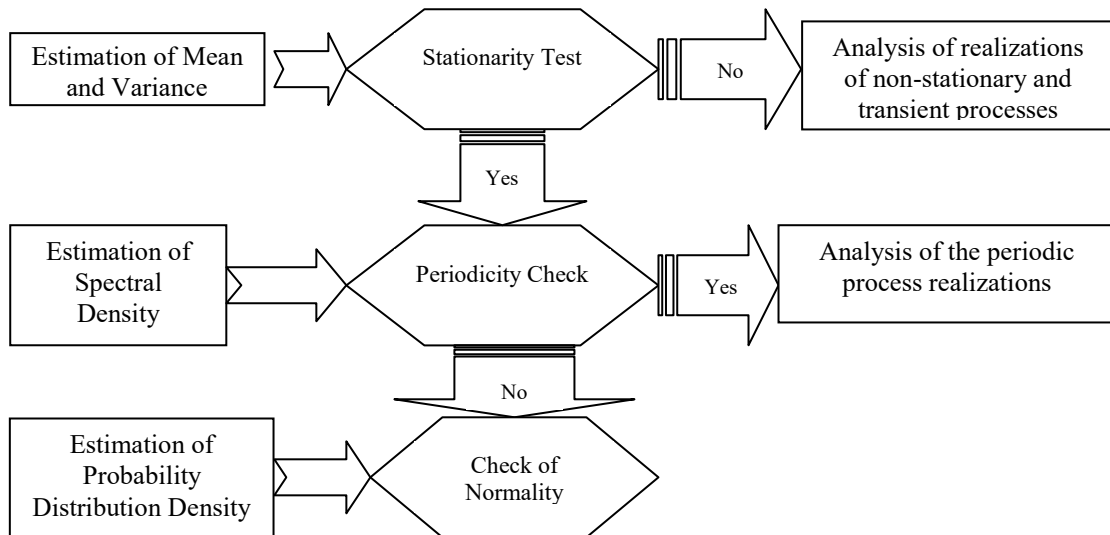 Estimation of Mean
and Variance
Stationarity Test
No
Analysis of realizations
of non-stationary and
transient processes
Yes
Estimation of
Spectral
Density
Periodicity Check
Yes
Analysis of the periodic
process realizations
No
Estimation of
Probability
Distribution Density
Check of
Normality